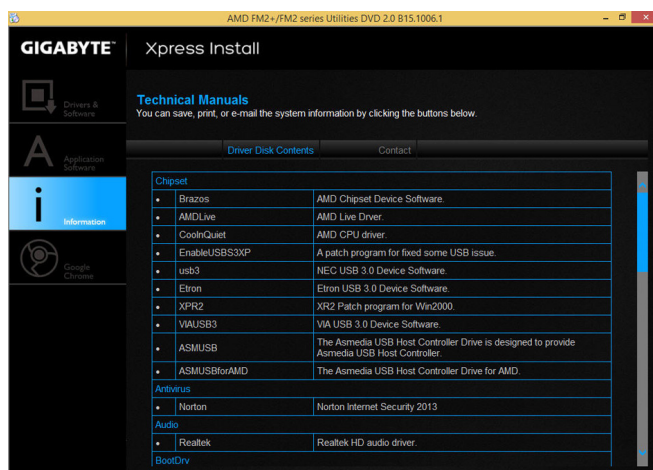 AMD FM2+/FM2 series Utilities DVD 2.0 B15.1006.1
GIGABYTE™
Xpress Install
Drivers &
Software
Application
Software
Information
Google
Chrome
Technical Manuals
You can save, print, or e-mail the system information by clicking the buttons below.
Driver Disk Contents
Contact
Chipset
• Brazos AMD Chipset Device Software.
• AMDLive AMD Live Drver.
• CoolnQuiet AMD CPU driver.
• EnableUSBS3XP A patch program for fixed some USB issue.
• usb3 NEC USB 3.0 Device Software.
• Etron Etron USB 3.0 Device Software.
• XPR2 XR2 Patch program for Win2000.
• VIAUSB3 VIA USB 3.0 Device Software.
• ASMUSB The Asmedia USB Host Controller Drive is designed to provide
Asmedia USB Host Controller.
• ASMUSBforAMD The Asmedia USB Host Controller Drive for AMD.
Antivirus
• Norton Norton Internet Security 2013
Audio
• Realtek Realtek HD audio driver.
BootDrv